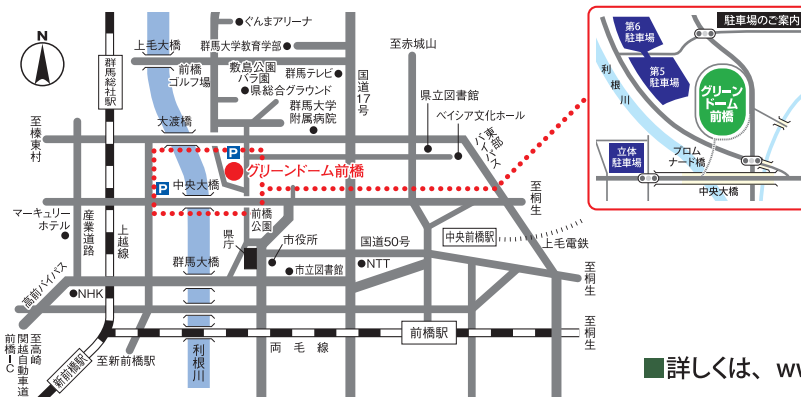 N
上毛大橋
ぐんまアリーナ
群馬大学教育学部
至赤城山
群馬総社駅
前橋
ゴルフ場
敷島公園
バラ園
群馬テレビ
県総合グラウンド
国道17号
群馬大学
附属病院
県立図書館
ベイシア文化ホール
大渡橋
至榛東村
東部バイパス
P
グリーンドーム前橋
P
中央大橋
至桐生
マーキュリー
ホテル
産業道路
上越線
前橋
公園
県庁
市役所
国道50号
中央前橋駅
上毛電鉄
群馬大橋
市立図書館
NTT
至桐生
高前バイパス
NHK
前橋駅
至桐生
至高崎
関越自動車道
前橋IC
新前橋駅
至新前橋駅
利根川
両毛線
駐車場のご案内
第6
駐車場
第5
駐車場
利根川
グリーン
ドーム
前橋
立体
駐車場
プロム
ナード橋
中央大橋
■詳しくは、ww